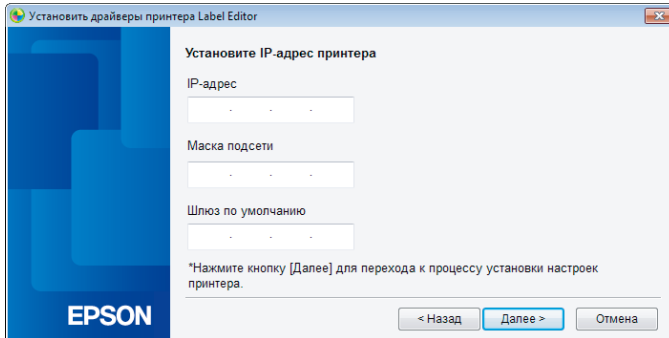 Установить драйверы принтера Label Editor
Установите IP-адрес принтера
IP-адрес
Маска подсети
Шлюз по умолчанию
*Нажмите кнопку [Далее] для перехода к процессу установки настроек
принтера.
EPSON
< Назад
Далее >
Отмена